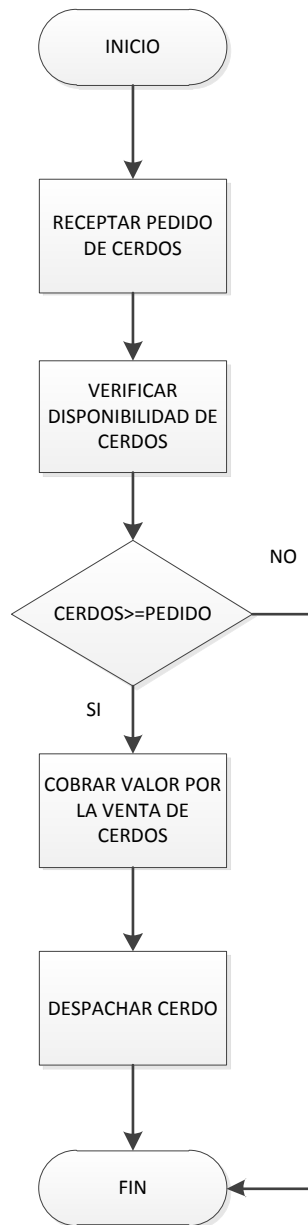 INICIO
RECEPTAR PEDIDO
DE CERDOS
VERIFICAR
DISPONIBILIDAD DE
CERDOS
NO
CERDOS>=PEDIDO
SI
COBRAR VALOR POR
LA VENTA DE
CERDOS
DESPACHAR CERDO
FIN